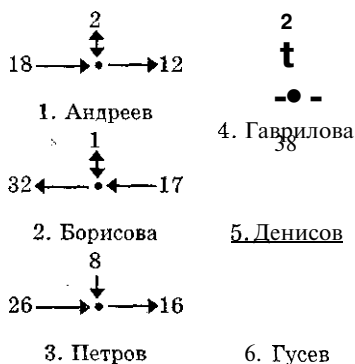 2
18 12
1. Андреев
1
32 17
2. Борисова
8
26 16
3. Петров
2
t
4. Гаврилова
38
5. Денисов
6. Гусев